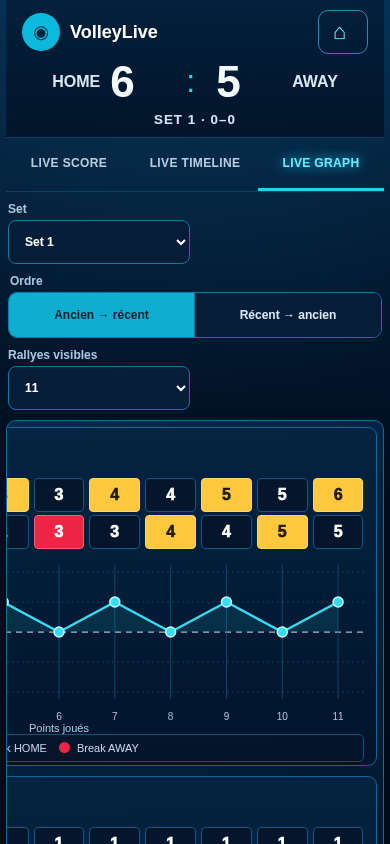 VolleyLive
HOME 6 : 5 AWAY
SET 1 · 0–0
LIVE SCORE LIVE TIMELINE LIVE GRAPH
Set
Set 1
Ordre
Ancien → récent Récent → ancien
Rallyes visibles
11
3 4 4 5 5 6
3 3 4 4 5 5
6 7 8 9 10 11
Points joués
k HOME Break AWAY
1 1 1 1 1 1